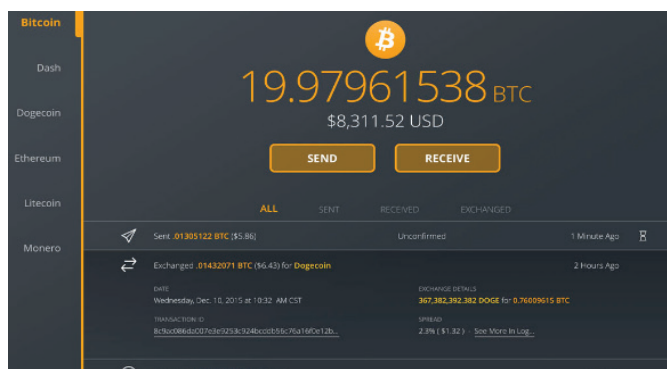 Bitcoin
Dash
Dogecoin
Ethereum
Litecoin
Monero
19.97961538 BTC
$8,311.52 USD
SEND
RECEIVE
ALL SENT RECEIVED EXCHANGED
Sent .01305122 BTC ($5.86) Unconfirmed 1 Minute Ago
Exchanged .01432071 BTC ($6.43) for Dogecoin 2 Hours Ago
DATE
Wednesday, Dec. 10, 2015 at 10:32 AM CST
EXCHANGE DETAILS
367,382,392.382 DOGE for 0.76009615 BTC
TRANSACTION ID
SPREAD
2.3% ( $1.32 ) - See More In Log...